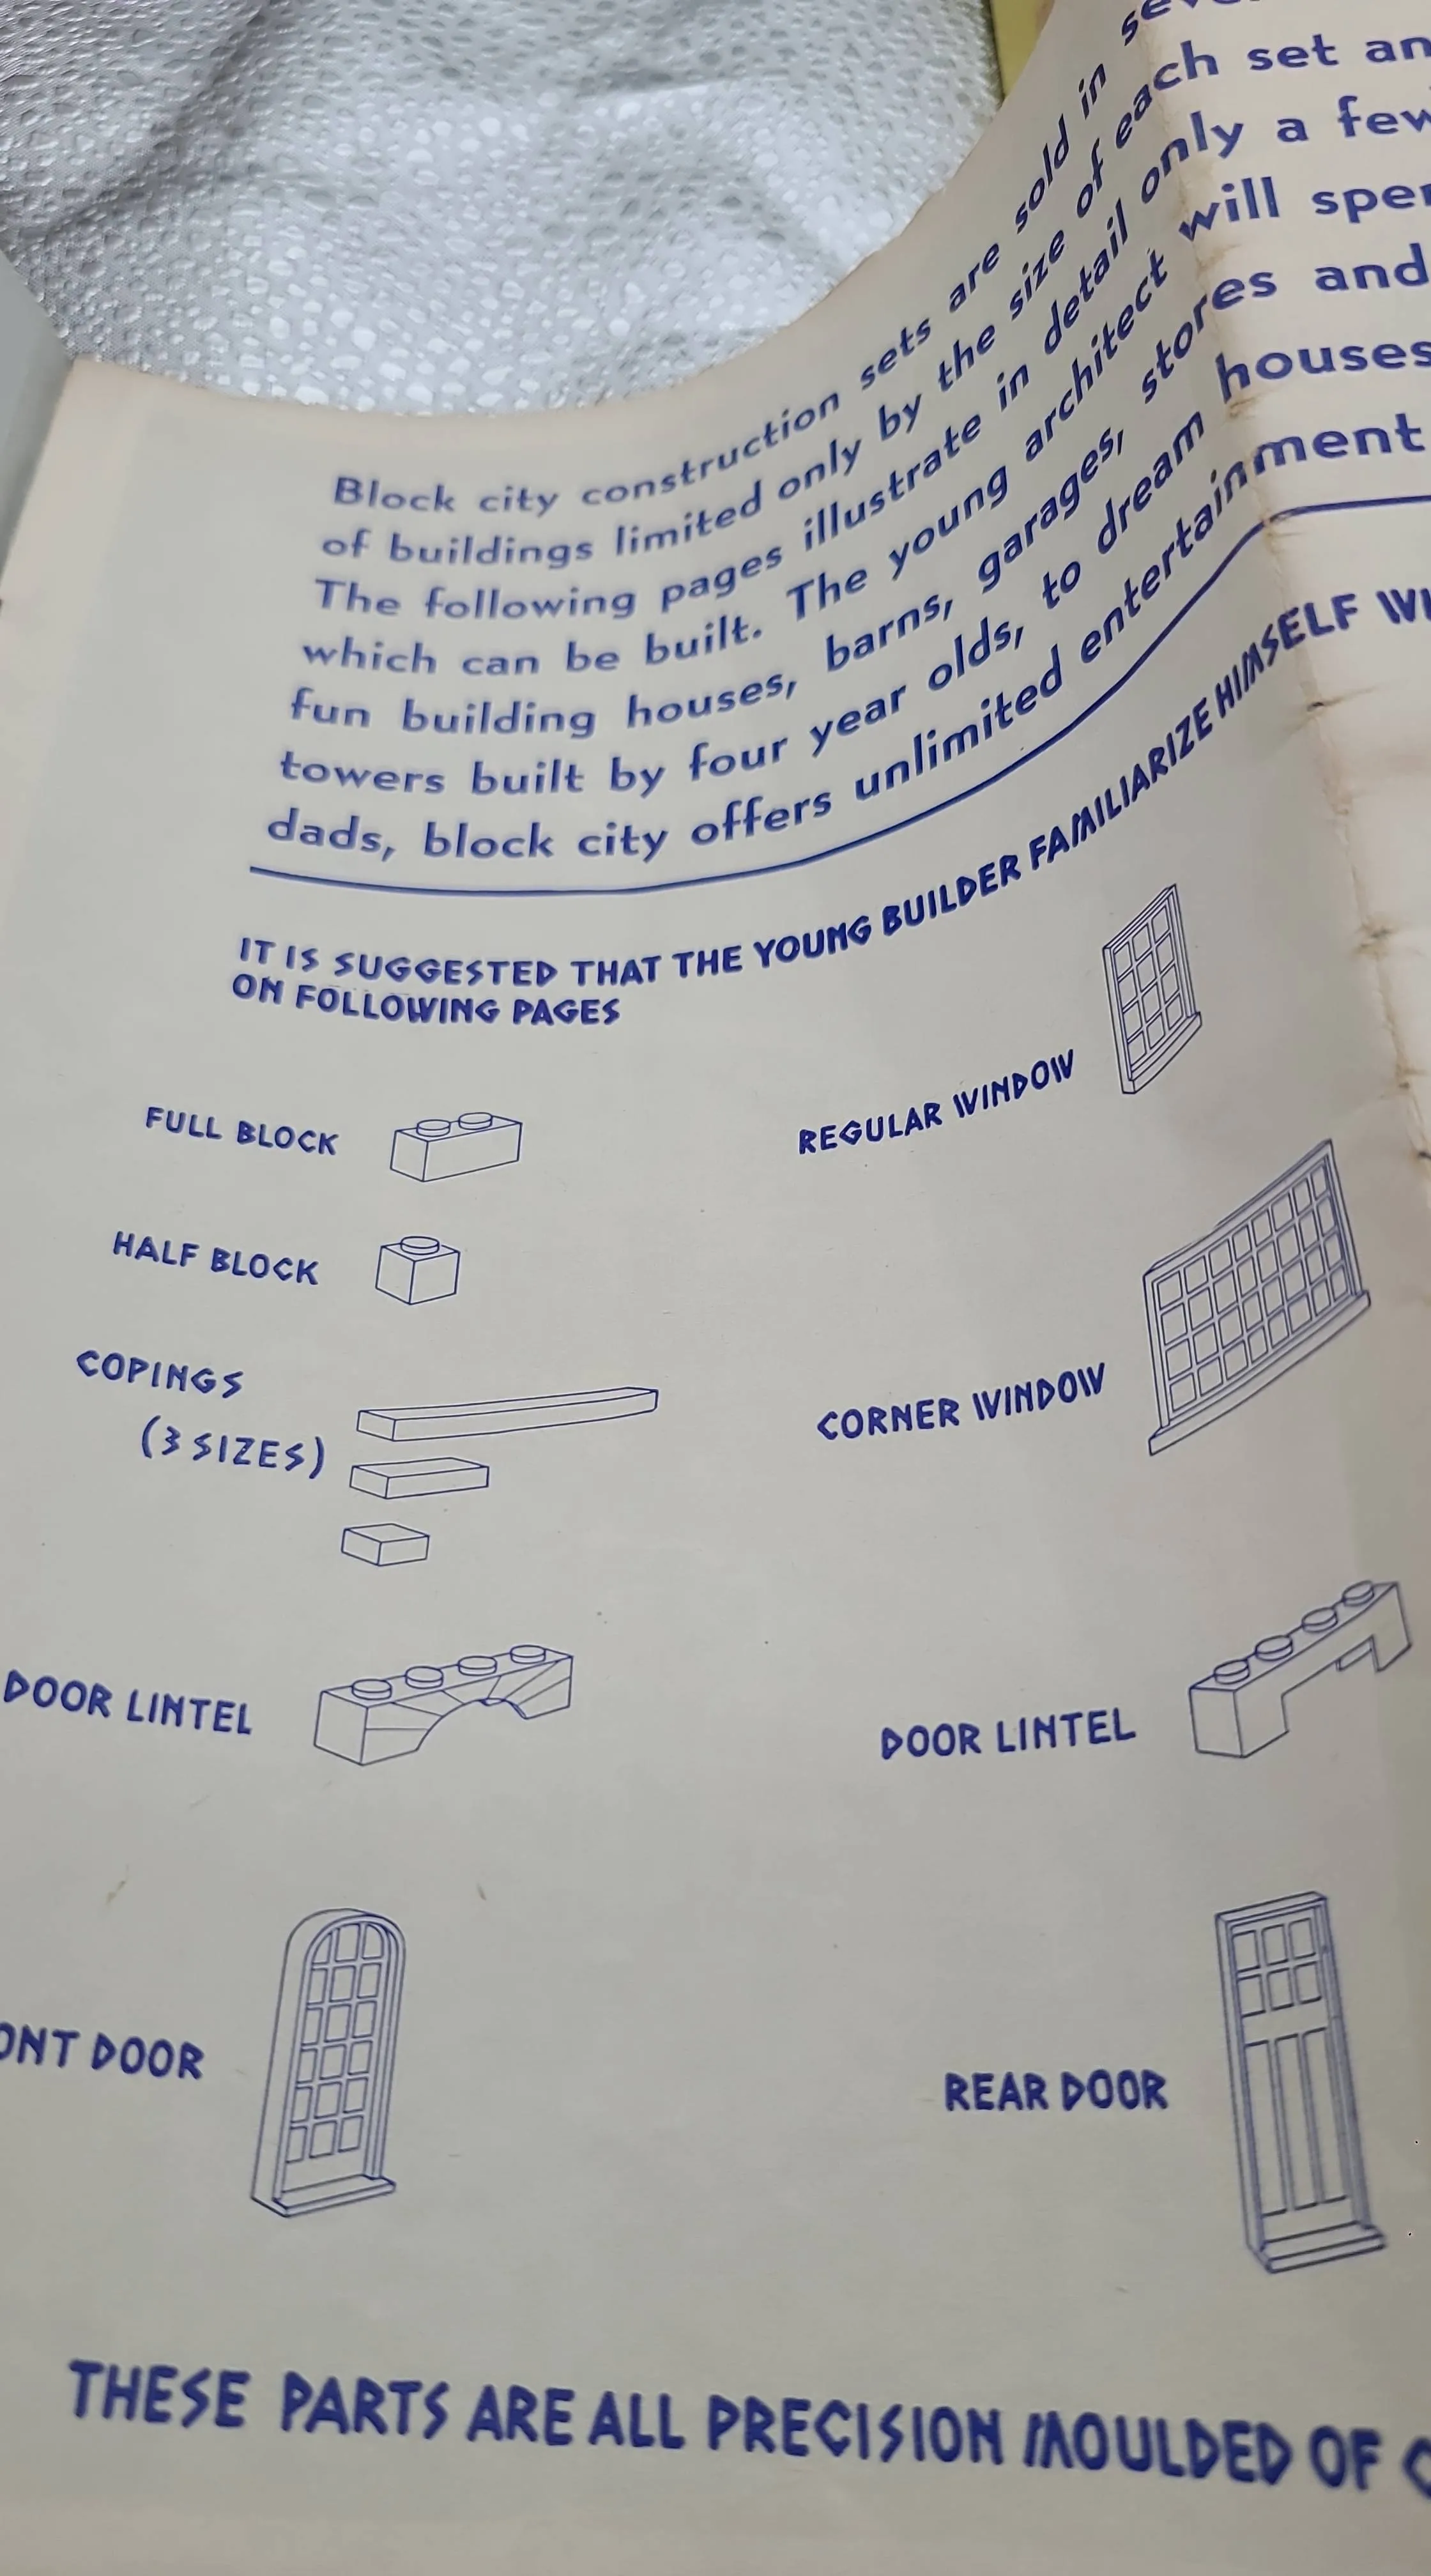 Block city construction sets are sold in
of buildings limited only by the size of each set an
The following pages illustrate in detail only a few
which can be built. The young architect will spen
fun building houses, barns, garages, stores and
towers built by four year olds, to dream houses
dads, block city offers unlimited entertainment
IT IS SUGGESTED THAT THE YOUNG BUILDER FAMILIARIZE HIMSELF WI
ON FOLLOWING PAGES
FULL BLOCK
REGULAR WINDOW
HALF BLOCK
COPINGS
(3 SIZES)
CORNER WINDOW
DOOR LINTEL
DOOR LINTEL
ONT DOOR
REAR DOOR
THESE PARTS ARE ALL PRECISION MOULDED OF